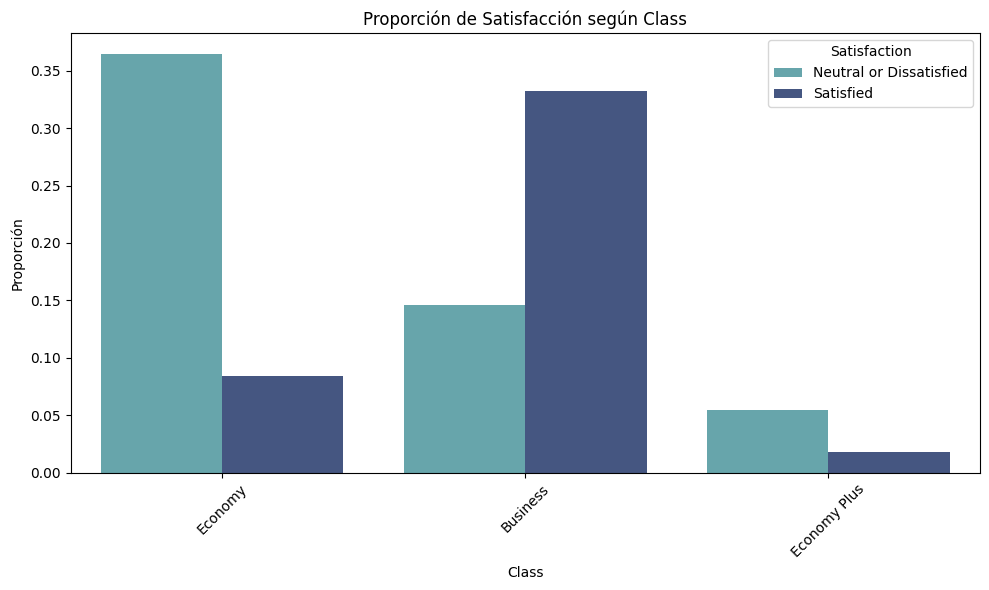 Proporción de Satisfacción según Class
Satisfaction
Neutral or Dissatisfied
Satisfied
Proporción
0.35
0.30
0.25
0.20
0.15
0.10
0.05
0.00
Economy
Business
Economy Plus
Class